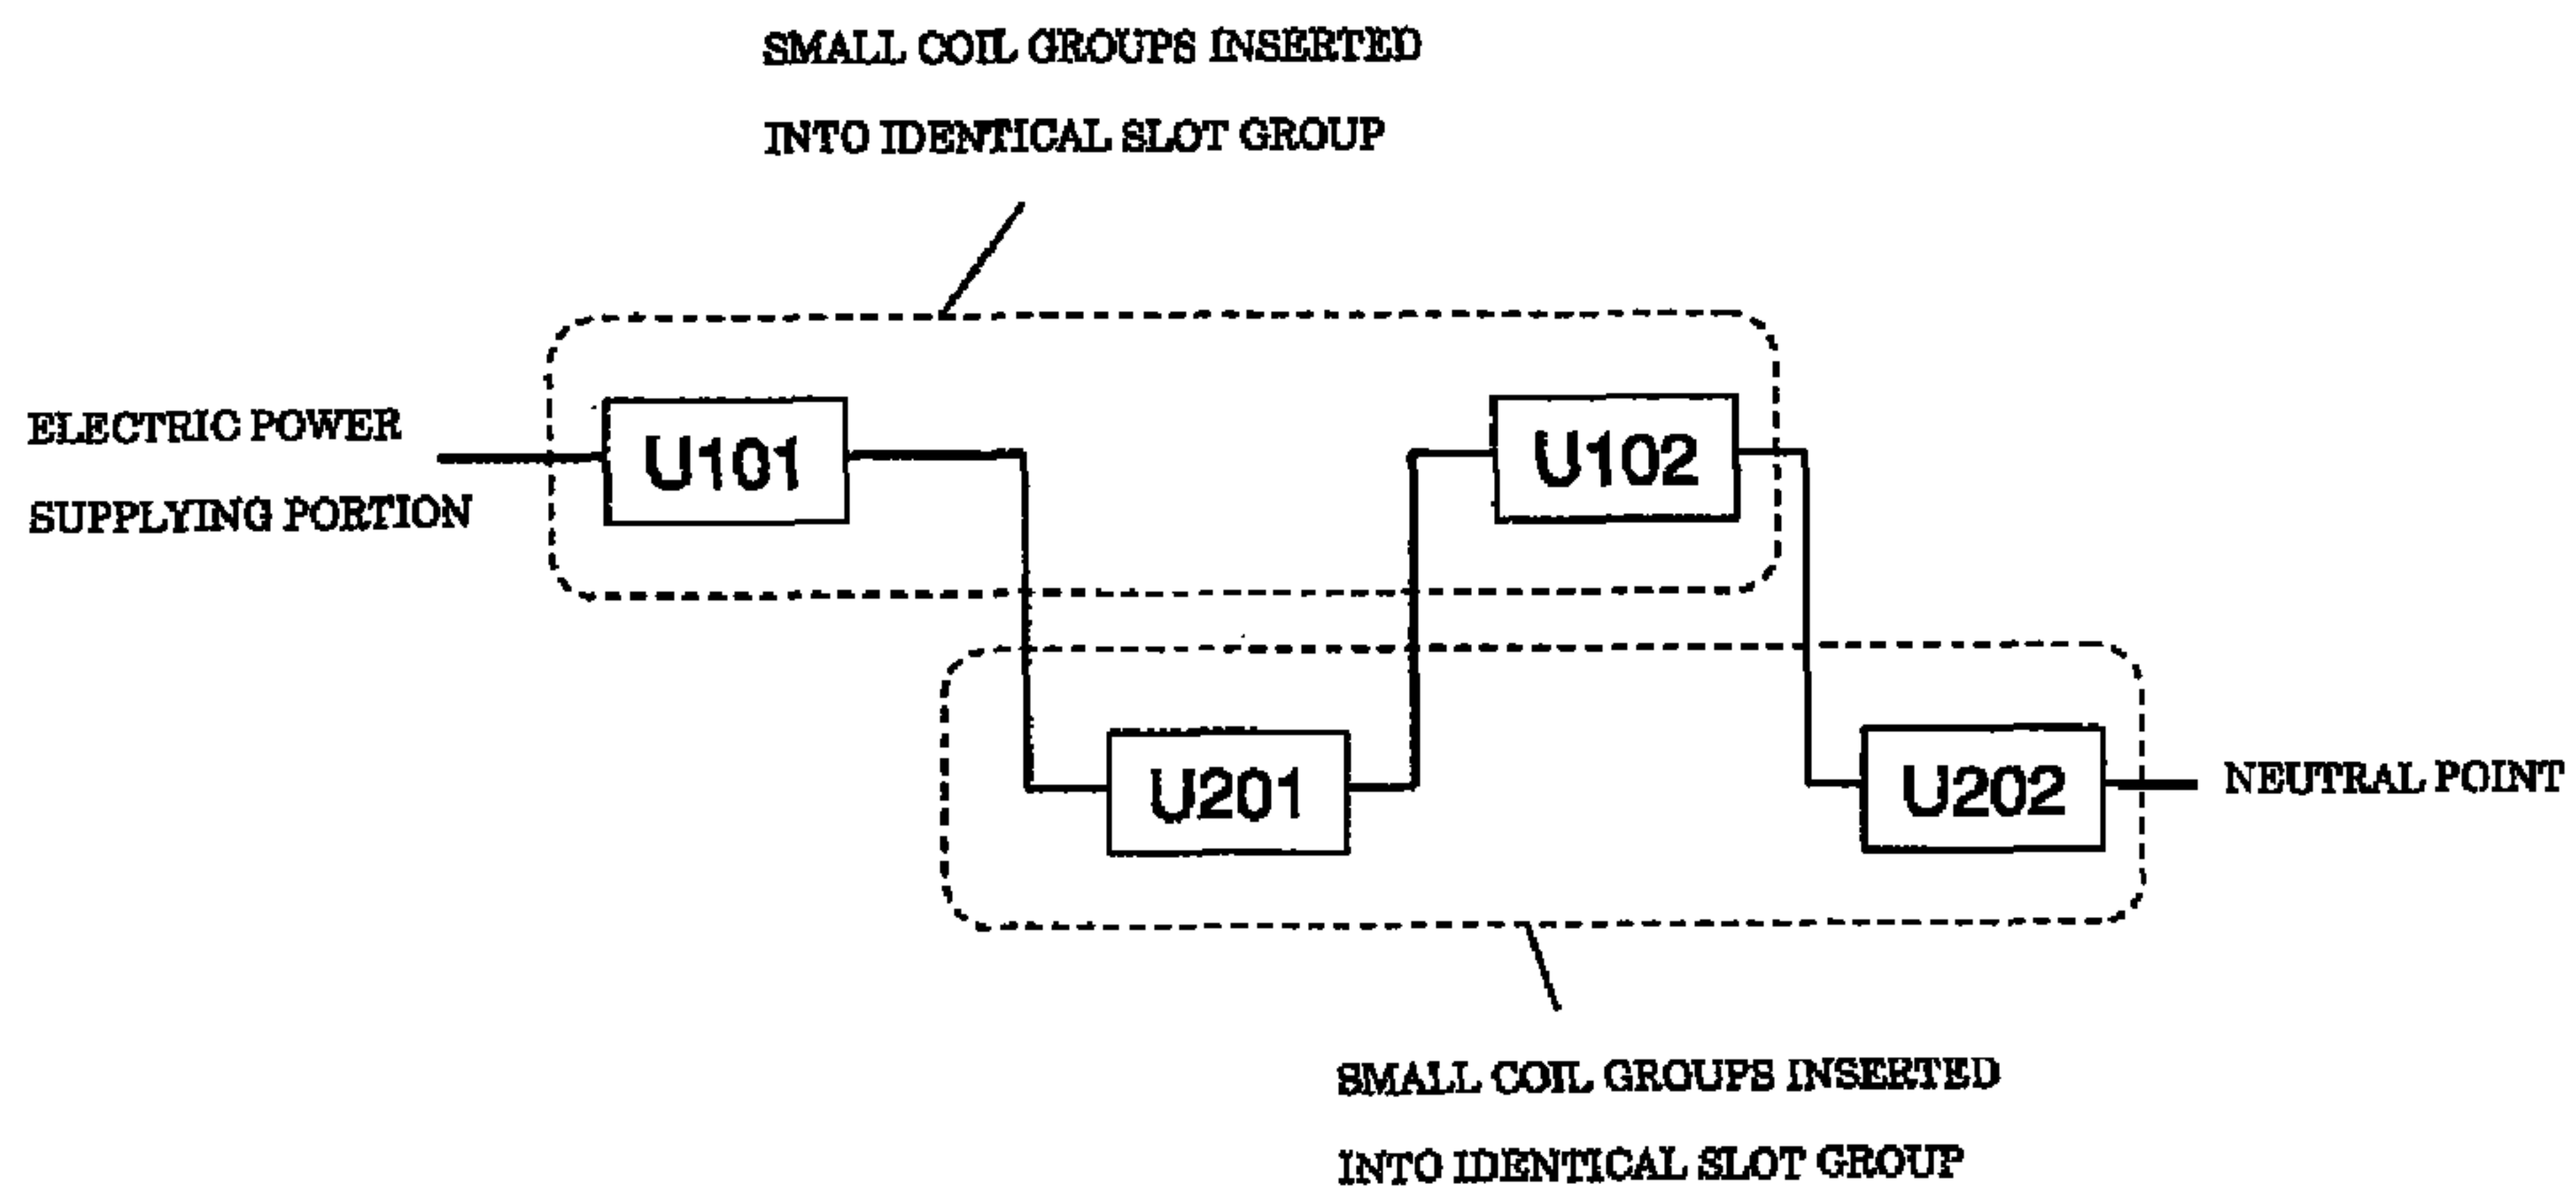 SMALL COIL GROUPS INSERTED
INTO IDENTICAL SLOT GROUP
ELECTRIC POWER
SUPPLYING PORTION
U101
U102
U201
U202
NEUTRAL POINT
SMALL COIL GROUPS INSERTED
INTO IDENTICAL SLOT GROUP